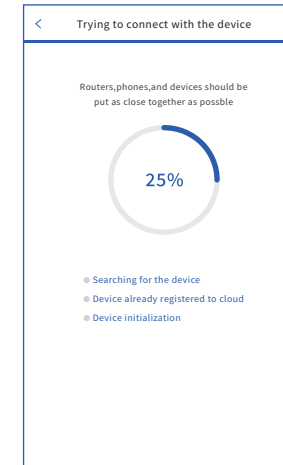 Trying to connect with the device
Routers,phones,and devices should be
put as close together as possble
25%
Searching for the device
Device already registered to cloud
Device initialization